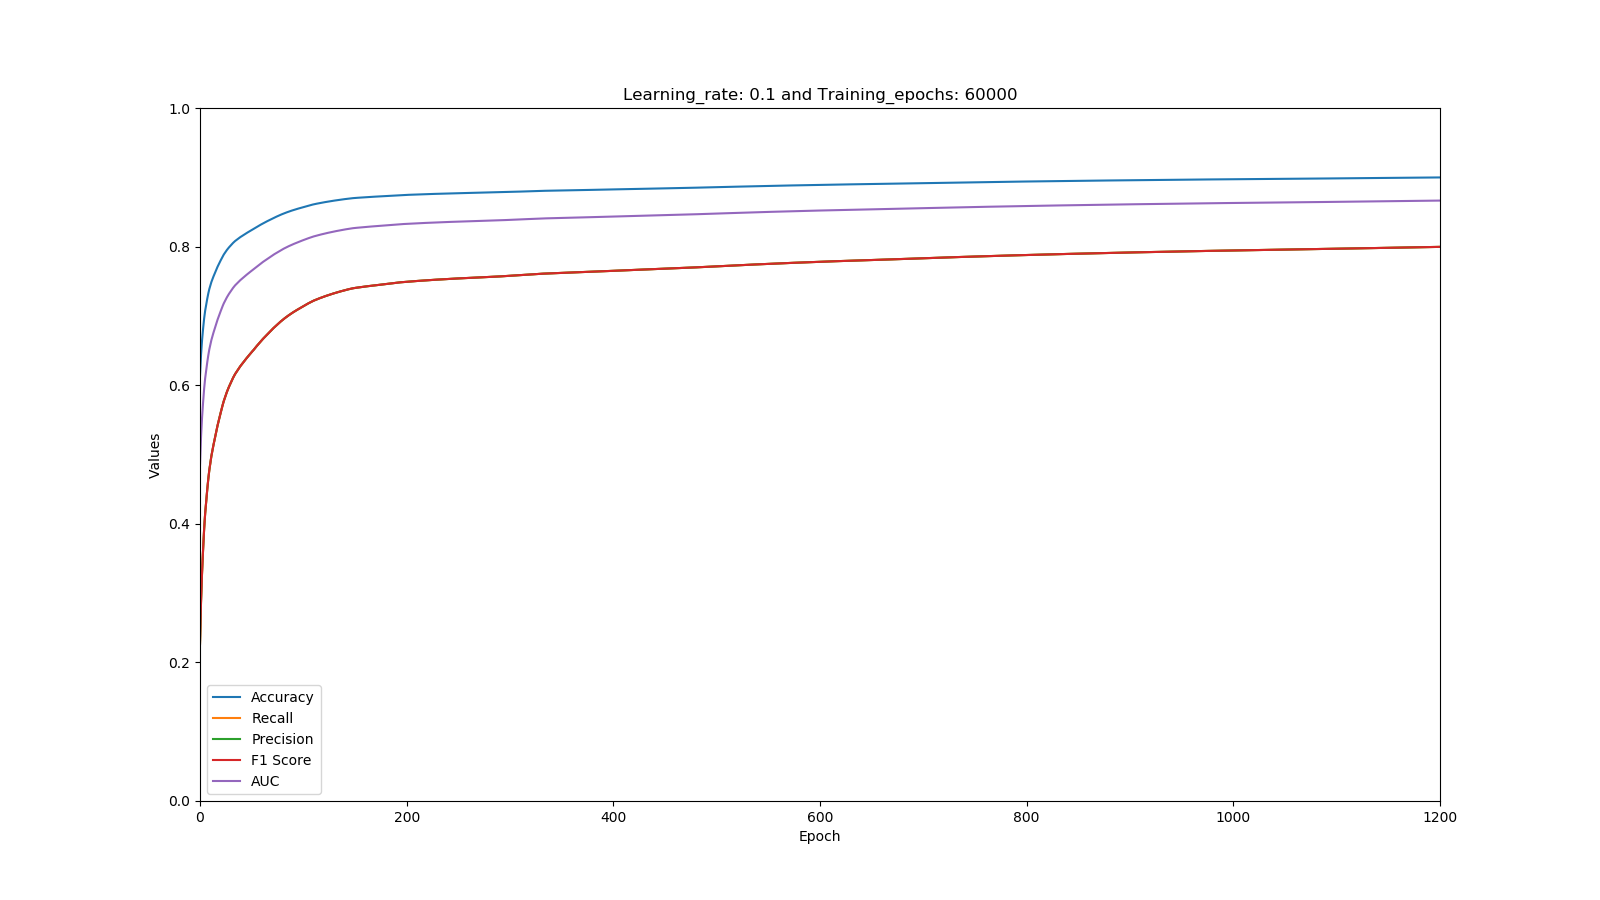 Learning_rate: 0.1 and Training_epochs: 60000
1.0
0.8
0.6
0.4
0.2
0.0
Values
Accuracy
Recall
Precision
F1 Score
AUC
0 200 400 600 800 1000 1200
Epoch